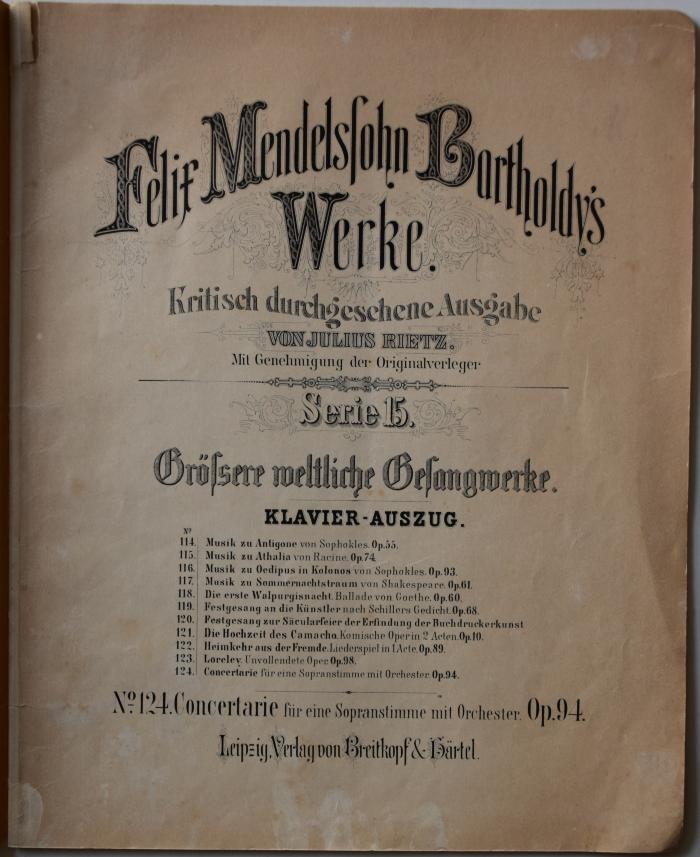 Felix Mendelsſohn Bartholdy's
Werke.
Kritisch durchgesehene Ausgabe
VON JULIUS RIETZ.
Mit Genehmigung der Originalverleger
Serie 15.
Gröſsere weltliche Geſangwerke.
KLAVIER-AUSZUG.
No
114. Musik zu Antigone von Sophokles. Op.55.
115. Musik zu Athalia von Racine. Op.74.
116. Musik zu Oedipus in Kolonos von Sophokles. Op.93.
117. Musik zu Sommernachtstraum von Shakespeare. Op.61.
118. Die erste Walpurgisnacht. Ballade von Goethe. Op.60.
119. Festgesang an die Künstler nach Schillers Gedicht. Op.68.
120. Festgesang zur Säcularfeier der Erfindung der Buchdruckerkunst
121. Die Hochzeit des Camacho. Komische Oper in 2 Acten. Op.10.
122. Heimkehr aus der Fremde. Liederspiel in 1 Acte. Op.89.
123. Loreley. Unvollendete Oper. Op.98.
124. Concertarie für eine Sopranstimme mit Orchester. Op.94.
No 124. Concertarie für eine Sopranstimme mit Orchester. Op.94.
Leipzig, Verlag von Breitkopf & Härtel.